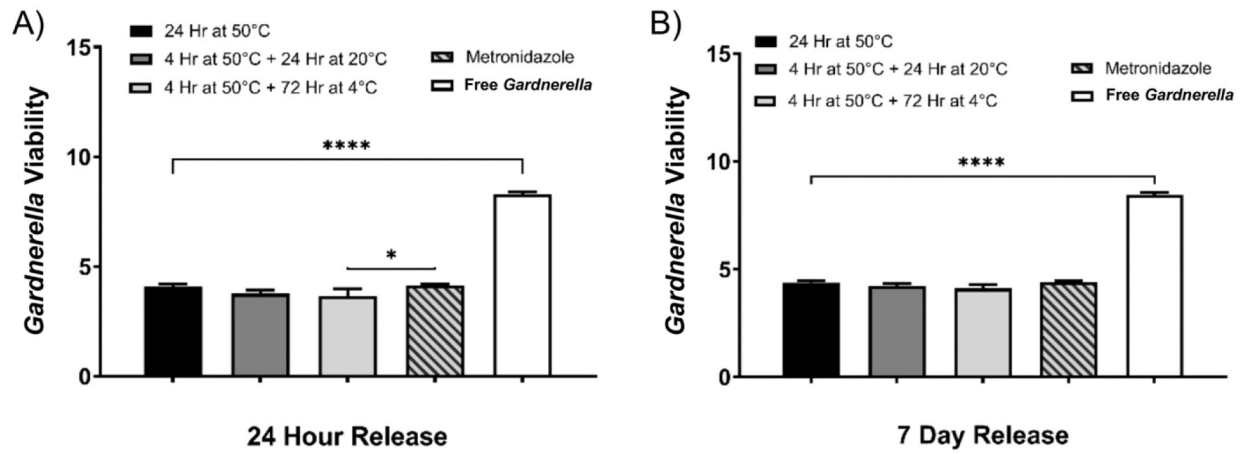 A)
24 Hr at 50°C
4 Hr at 50°C + 24 Hr at 20°C
4 Hr at 50°C + 72 Hr at 4°C
Metronidazole
Free Gardnerella
Gardnerella Viability
15
10
5
0
****
*
24 Hour Release
B)
24 Hr at 50°C
4 Hr at 50°C + 24 Hr at 20°C
4 Hr at 50°C + 72 Hr at 4°C
Metronidazole
Free Gardnerella
Gardnerella Viability
15
10
5
0
****
7 Day Release